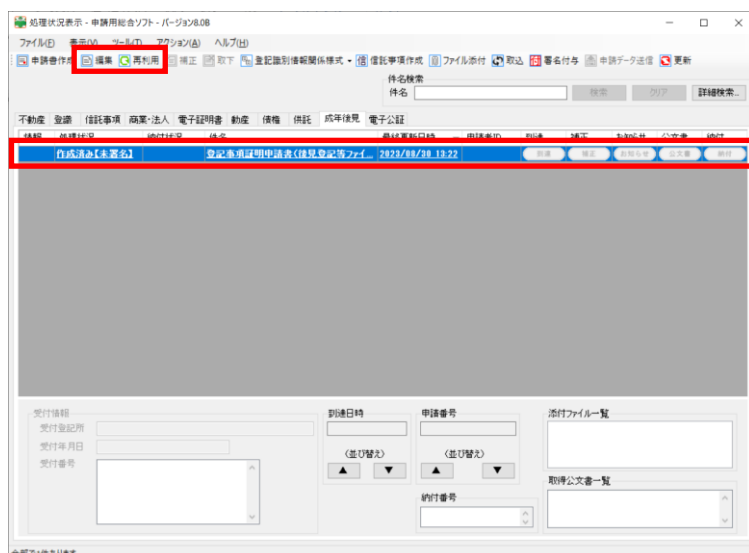 処理状況表示 - 申請用総合ソフト - バージョン8.08
ファイル(F) 表示(V) ツール(T) アクション(A) ヘルプ(H)
申請書作成 編集 再利用 補正 取下 登記識別情報関係様式 信 信託事項作成 ファイル添付 取込 署名付与 申請データ送信 更新
件名検索
件名 検索 クリア 詳細検索..
不動産 登識 信託事項 商業・法人 電子証明書 動産 債権 供託 成年後見 電子公証
情報 処理状況 納付状況 件名 最終更新日時 申請者ID 到達 補正 お知らせ 公文書 納付
作成済み【未署名】 登記事項証明申請書(後見登記等ファイ... 2023/08/30 13:22 到達 補正 お知らせ 公文書 納付
受付情報 到達日時 申請番号 添付ファイル一覧
受付登記所
受付年月日
(並び替え) (並び替え)
受付番号
▲ ▼ ▲ ▼
取得公文書一覧
納付番号